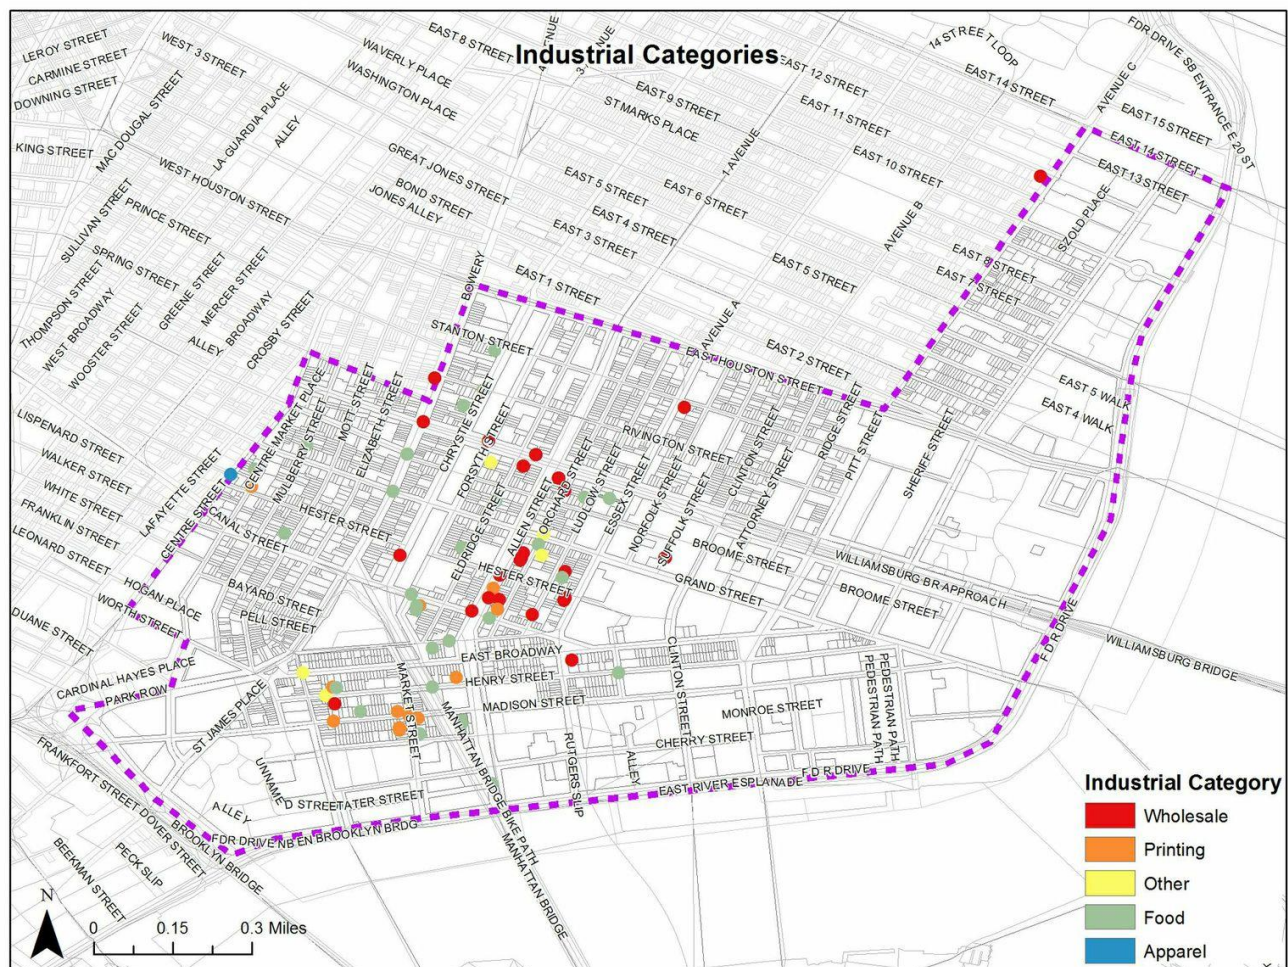 Industrial Categories
LEROY STREET
CARMINE STREET
DOWNING STREET
KING STREET
WEST 3 STREET
MAC DOUGAL STREET
LA-GUARDIA PLACE
ALLEY
WAVERLY PLACE
WASHINGTON PLACE
EAST 8 STREET
EAST 9 STREET
ST MARKS PLACE
EAST 12 STREET
EAST 11 STREET
EAST 10 STREET
14 STREET LOOP
EAST 14 STREET
AVENUE C
FDR DRIVE SB ENTRANCE E 20 ST
EAST 15 STREET
EAST 14 STREET
EAST 13 STREET
SZOLD PLACE
1 AVENUE
AVENUE B
GREAT JONES STREET
BOND STREET
JONES ALLEY
EAST 5 STREET
EAST 6 STREET
EAST 4 STREET
EAST 3 STREET
EAST 5 STREET
EAST 8 STREET
EAST 7 STREET
WEST HOUSTON STREET
SULLIVAN STREET
PRINCE STREET
SPRING STREET
THOMPSON STREET
WEST BROADWAY
WOOSTER STREET
GREENE STREET
MERCER STREET
ALLEY
BROADWAY
CROSBY STREET
BOWERY
EAST 1 STREET
AVENUE A
EAST 2 STREET
EAST HOUSTON STREET
STANTON STREET
EAST 5 WALK
EAST 4 WALK
LISPENARD STREET
WALKER STREET
WHITE STREET
FRANKLIN STREET
LEONARD STREET
DUANE STREET
LAFAYETTE STREET
CENTRE STREET
CENTRE MARKET PLACE
MULBERRY STREET
MOTT STREET
ELIZABETH STREET
CHRYSTIE STREET
FORSYTH STREET
ELDRIDGE STREET
ALLEN STREET
ORCHARD STREET
LUDLOW STREET
ESSEX STREET
NORFOLK STREET
SUFFOLK STREET
CLINTON STREET
ATTORNEY STREET
RIDGE STREET
PITT STREET
SHERIFF STREET
RIVINGTON STREET
CANAL STREET
HESTER STREET
HESTER STREET
BROOME STREET
GRAND STREET
BROOME STREET
WILLIAMSBURG BR APPROACH
WILLIAMSBURG BRIDGE
F D R DRIVE
HOGAN PLACE
WORTH STREET
BAYARD STREET
PELL STREET
CARDINAL HAYES PLACE
PARK ROW
ST JAMES PLACE
EAST BROADWAY
HENRY STREET
MADISON STREET
MONROE STREET
CHERRY STREET
MARKET STREET
CLINTON STREET
PEDESTRIAN PATH
PEDESTRIAN PATH
RUTGERS SLIP
ALLEY
MANHATTAN BRIDGE BIKE PATH
MANHATTAN BRIDGE
ALLEY
F D R DRIVE
EAST RIVER ESPLANADE
FDR DRIVE NB EN BROOKLYN BRDG
FRANKFORT STREET
DOVER STREET
BROOKLYN BRIDGE
BEEKMAN STREET
PECK SLIP
N
0 0.15 0.3 Miles
Industrial Category
Wholesale
Printing
Other
Food
Apparel